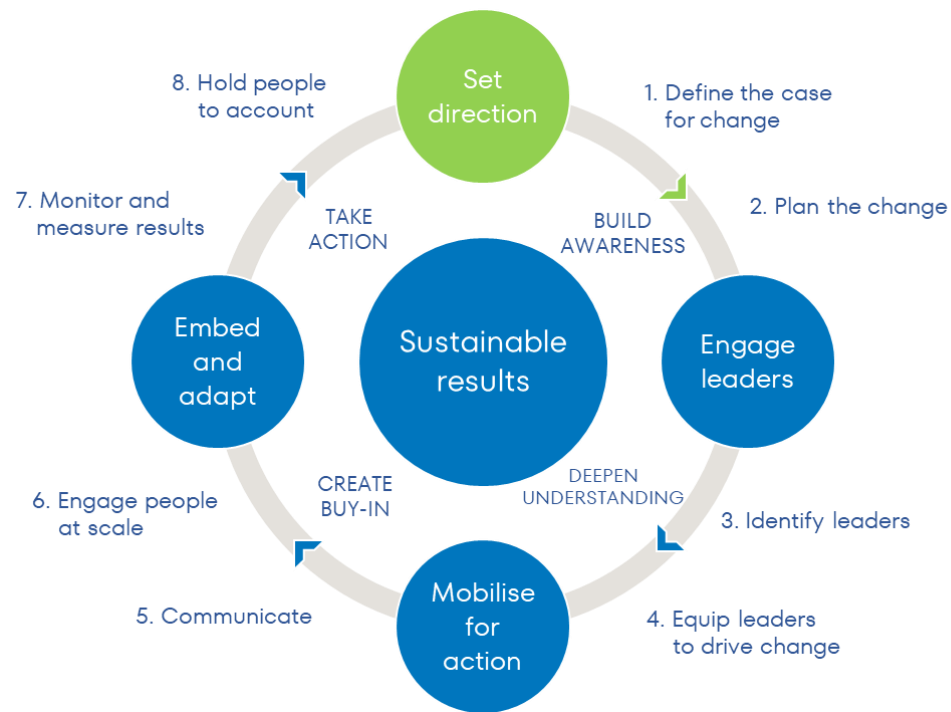 Set
direction
1. Define the case
for change
2. Plan the change
BUILD
AWARENESS
Engage
leaders
3. Identify leaders
DEEPEN
UNDERSTANDING
4. Equip leaders
to drive change
Mobilise
for
action
5. Communicate
CREATE
BUY-IN
6. Engage people
at scale
Embed
and
adapt
7. Monitor and
measure results
TAKE
ACTION
8. Hold people
to account
Sustainable
results